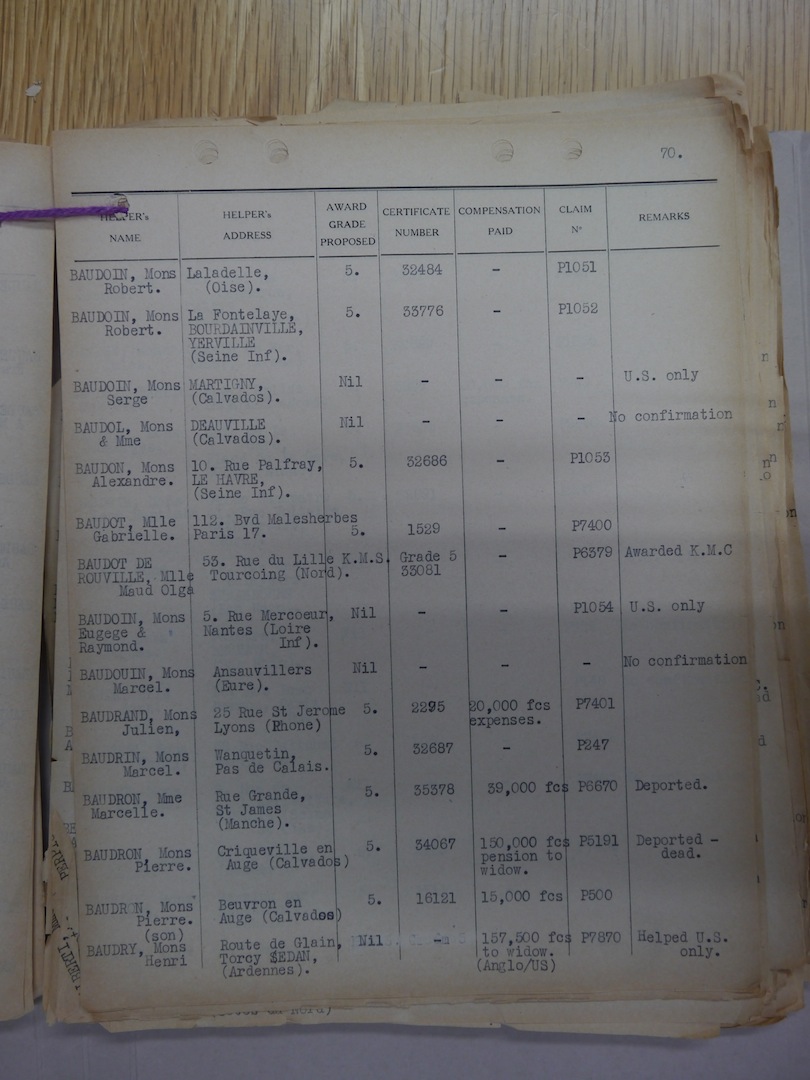 70.
HELPER's NAME HELPER's ADDRESS AWARD GRADE PROPOSED CERTIFICATE NUMBER COMPENSATION PAID CLAIM N° REMARKS
BAUDOIN, Mons Laladelle, 5. 32484 - P1051
Robert. (Oise).
BAUDOIN, Mons La Fontelaye, 5. 33776 - P1052
Robert. BOURDAINVILLE,
YERVILLE
(Seine Inf).
BAUDOIN, Mons MARTIGNY, Nil - - - U.S. only
Serge (Calvados).
BAUDOL, Mons DEAUVILLE Nil - - - No confirmation
& Mme (Calvados).
BAUDON, Mons 10. Rue Palfray, 5. 32686 - P1053
Alexandre. LE HAVRE,
(Seine Inf).
BAUDOT, Mlle 112. Bvd Malesherbes
Gabrielle. Paris 17. 5. 1529 - P7400
BAUDOT DE 53. Rue du Lille K.M.S. Grade 5 - P6379 Awarded K.M.C
ROUVILLE, Mlle Tourcoing (Nord). 33081
Maud Olga
BAUDOIN, Mons 5. Rue Mercoeur, Nil - - P1054 U.S. only
Eugege & Nantes (Loire
Raymond. Inf).
BAUDOUIN, Mons Ansauvillers Nil - - - No confirmation
Marcel. (Eure).
BAUDRAND, Mons 25 Rue St Jerome 5. 2295 20,000 fcs P7401
Julien, Lyons (Rhone) expenses.
BAUDRIN, Mons Wanquetin, 5. 32687 - P247
Marcel. Pas de Calais.
BAUDRON, Mme Rue Grande, 5. 35378 39,000 fcs P6670 Deported.
Marcelle. St James
(Manche).
BAUDRON, Mons Criqueville en 5. 34067 150,000 fcs P5191 Deported -
Pierre. Auge (Calvados) pension to dead.
widow.
BAUDRON, Mons Beuvron en 5. 16121 15,000 fcs P500
Pierre. Auge (Calvados)
(son)
BAUDRY, Mons Route de Glain, Nil - 157,500 fcs P7870 Helped U.S.
Henri Torcy SEDAN, to widow. only.
(Ardennes). (Anglo/US)